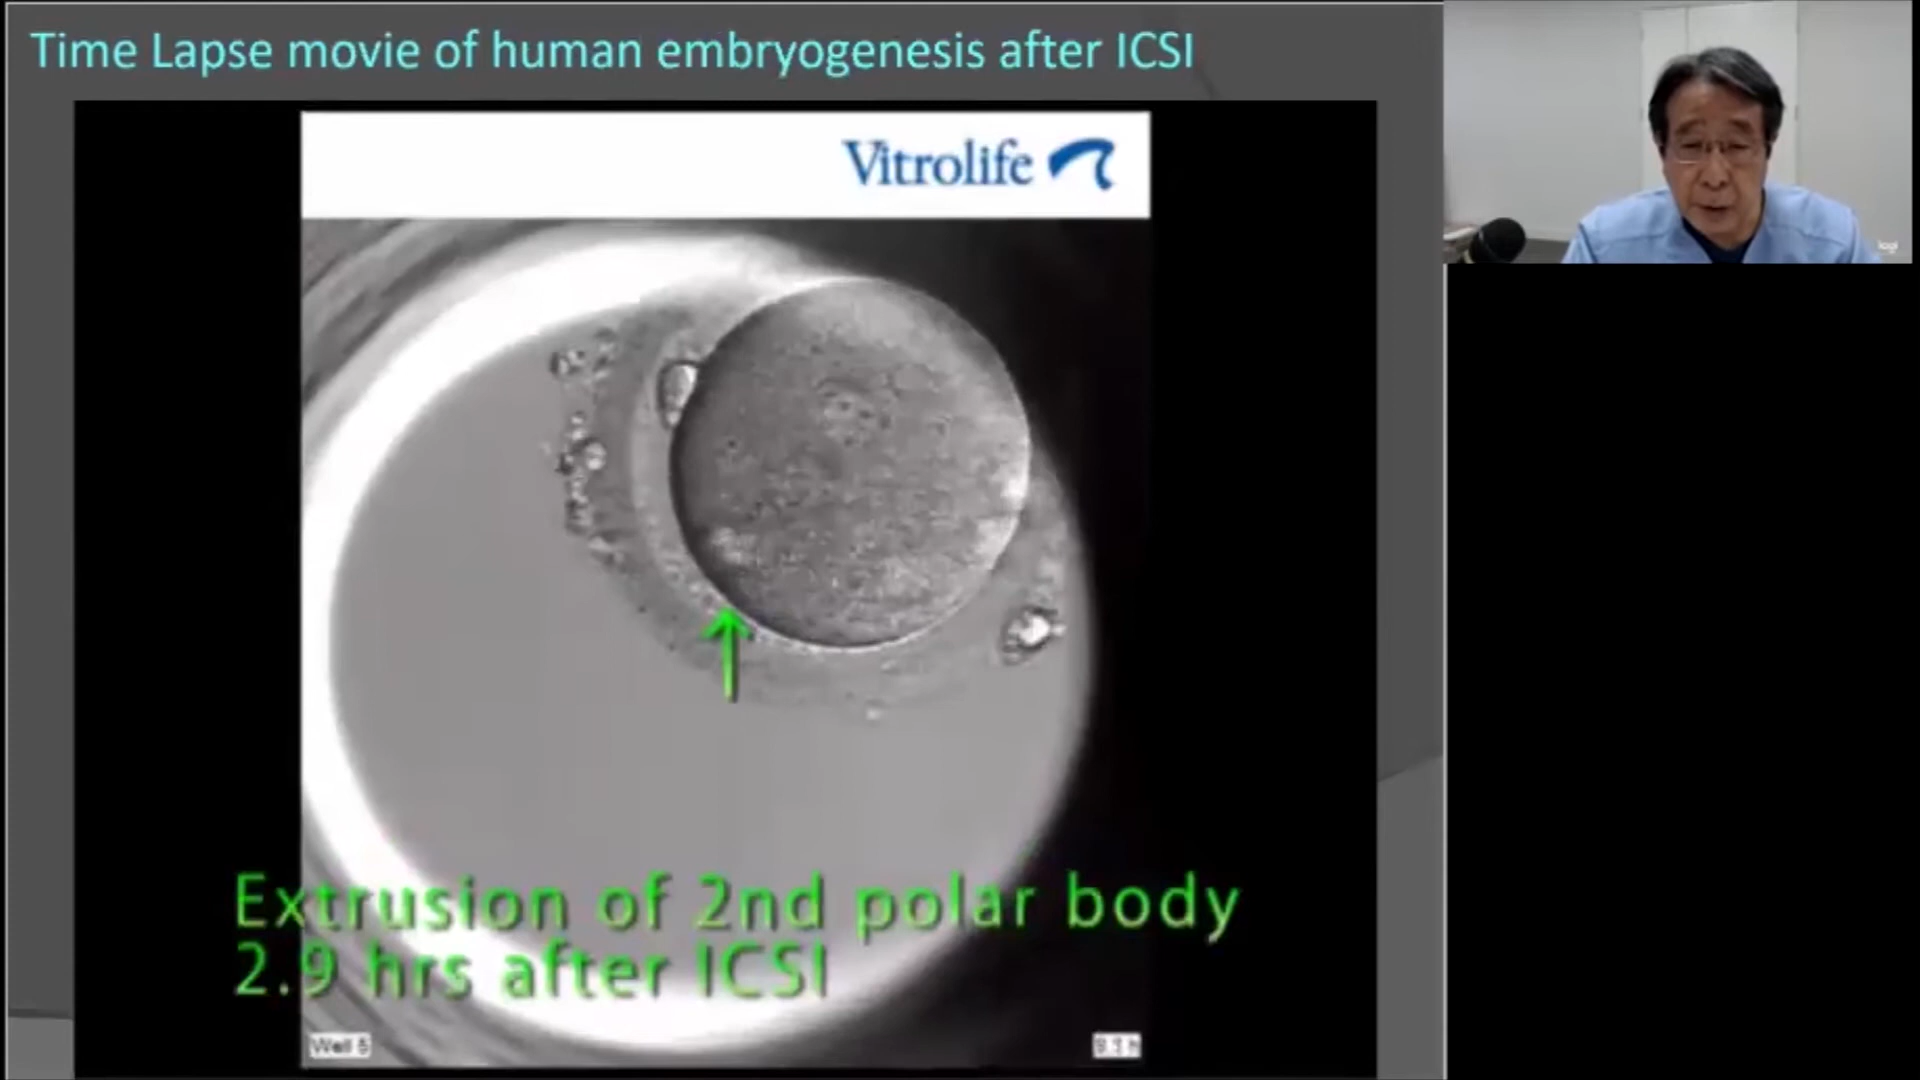 Time Lapse movie of human embryogenesis after ICSI
Vitrolife
logi
Extrusion of 2nd polar body
2.9 hrs after ICSI
Well 5